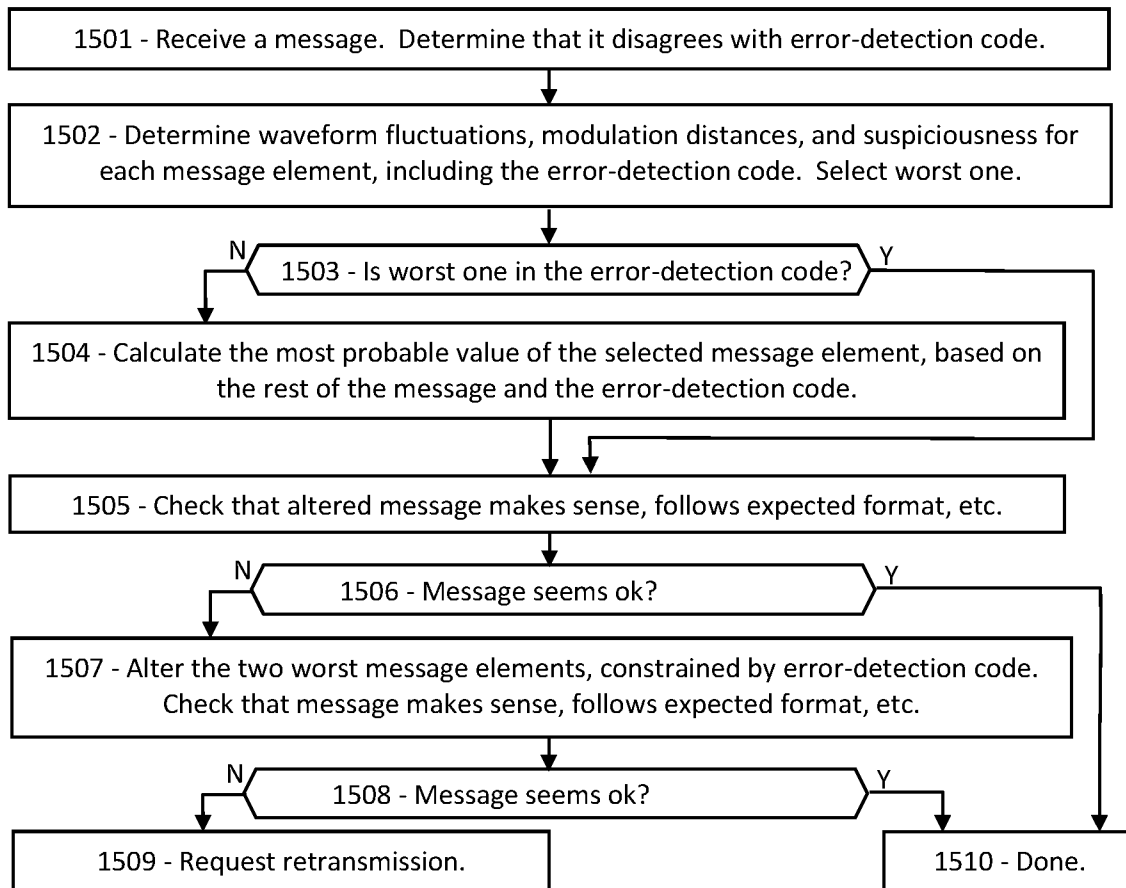 1501 - Receive a message.  Determine that it disagrees with error-detection code.
1502 - Determine waveform fluctuations, modulation distances, and suspiciousness for
each message element, including the error-detection code.  Select worst one.
N
1503 - Is worst one in the error-detection code?
Y
1504 - Calculate the most probable value of the selected message element, based on
the rest of the message and the error-detection code.
1505 - Check that altered message makes sense, follows expected format, etc.
N
1506 - Message seems ok?
Y
1507 - Alter the two worst message elements, constrained by error-detection code.
Check that message makes sense, follows expected format, etc.
N
1508 - Message seems ok?
Y
1509 - Request retransmission.
1510 - Done.